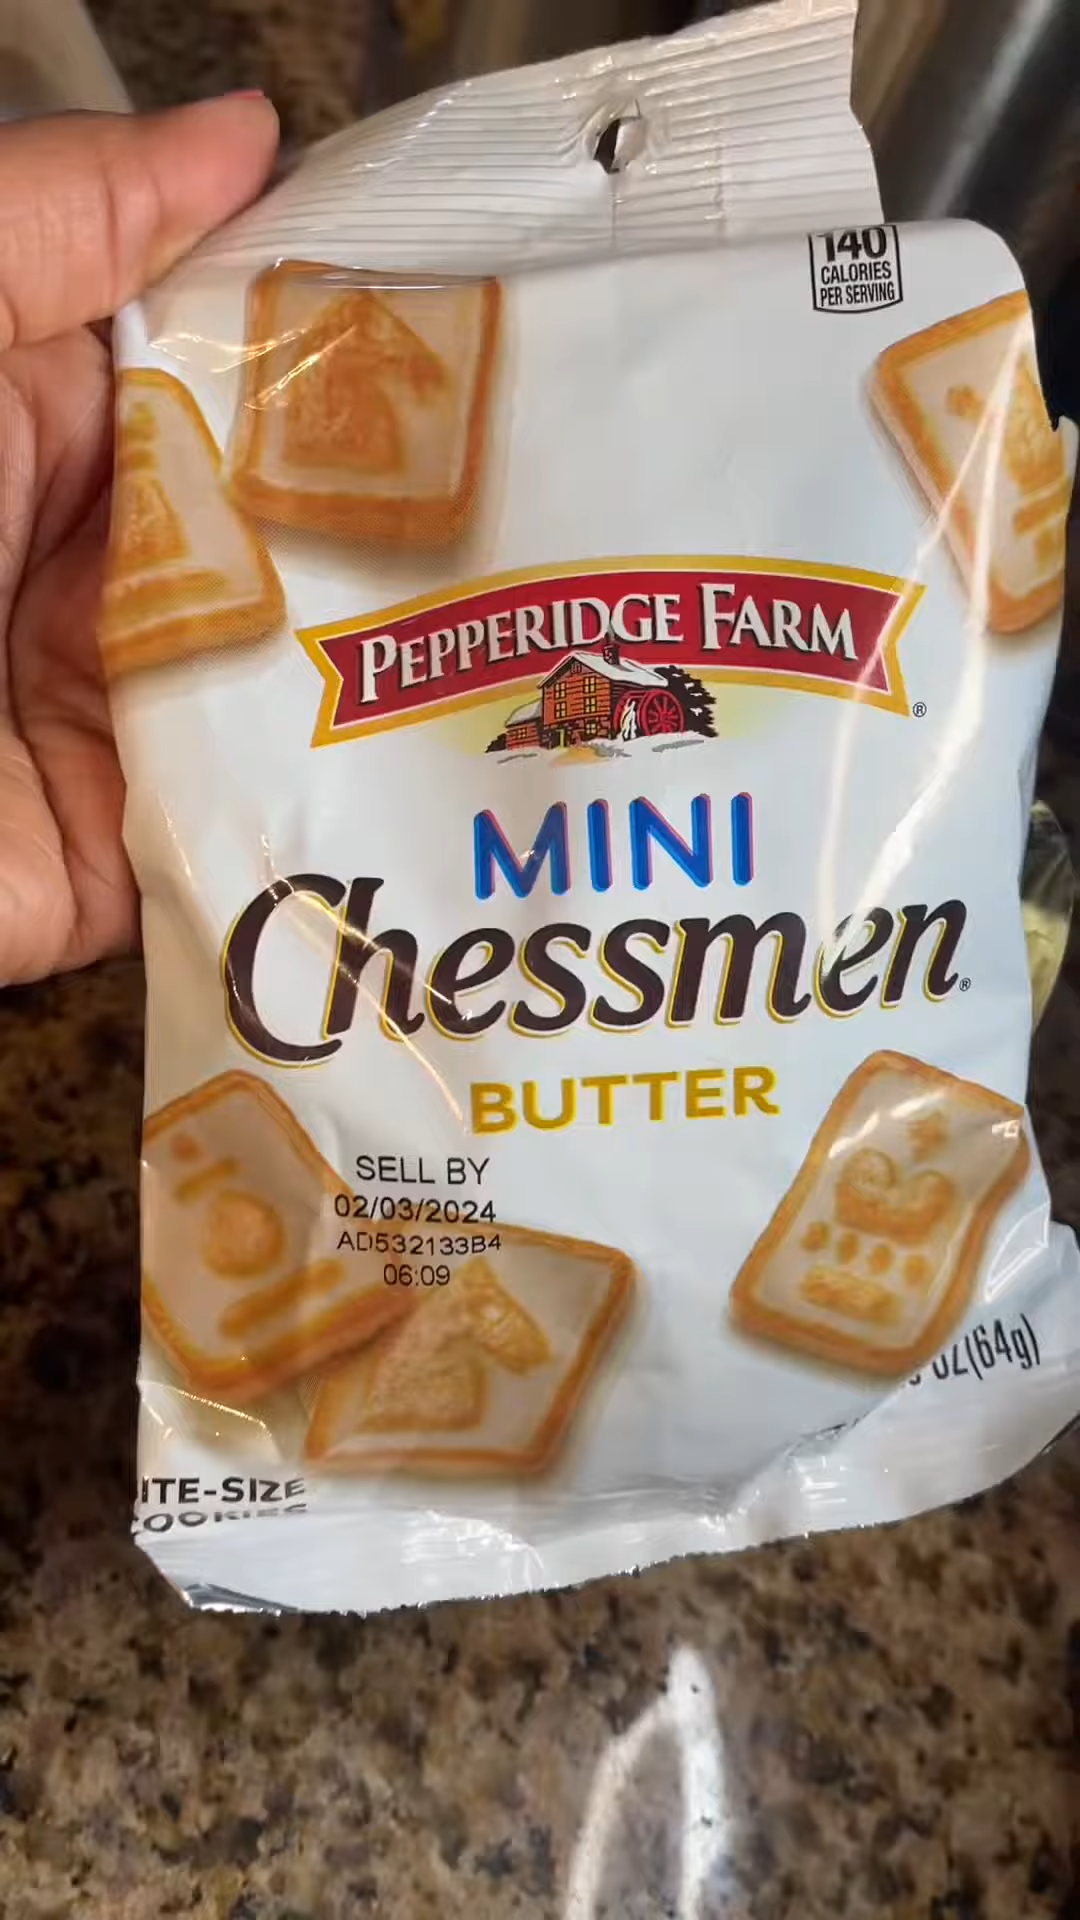 140
CALORIES
PER SERVING
PEPPERIDGE FARM
®
MINI
Chessmen®
BUTTER
SELL BY
02/03/2024
AD532133B4
06:09
OZ(64g)
ITE-SIZE
OOKIES